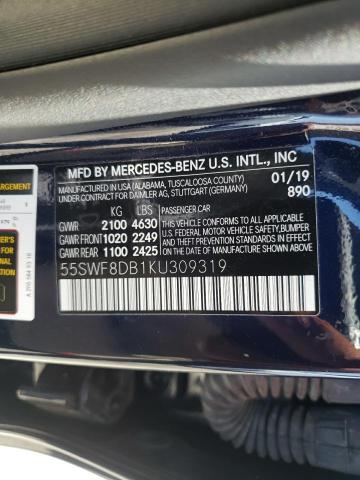 MFD BY MERCEDES-BENZ U.S. INTL., INC
MANUFACTURED IN USA (ALABAMA, TUSCALOOSA COUNTY)
UNDER CONTRACT FOR DAIMLER AG, STUTTGART (GERMANY)
01/19
890
KG LBS PASSENGER CAR
GVWR 2100 4630
GAWR FRONT 1020 2249
GAWR REAR 1100 2425
THIS VEHICLE CONFORMS TO ALL APPLICABLE
U.S. FEDERAL MOTOR VEHICLE SAFETY, BUMPER,
AND THEFT PREVENTION STANDARDS IN EFFECT
ON THE DATE OF MANUFACTURE SHOWN ABOVE.
55SWF8DB1KU309319